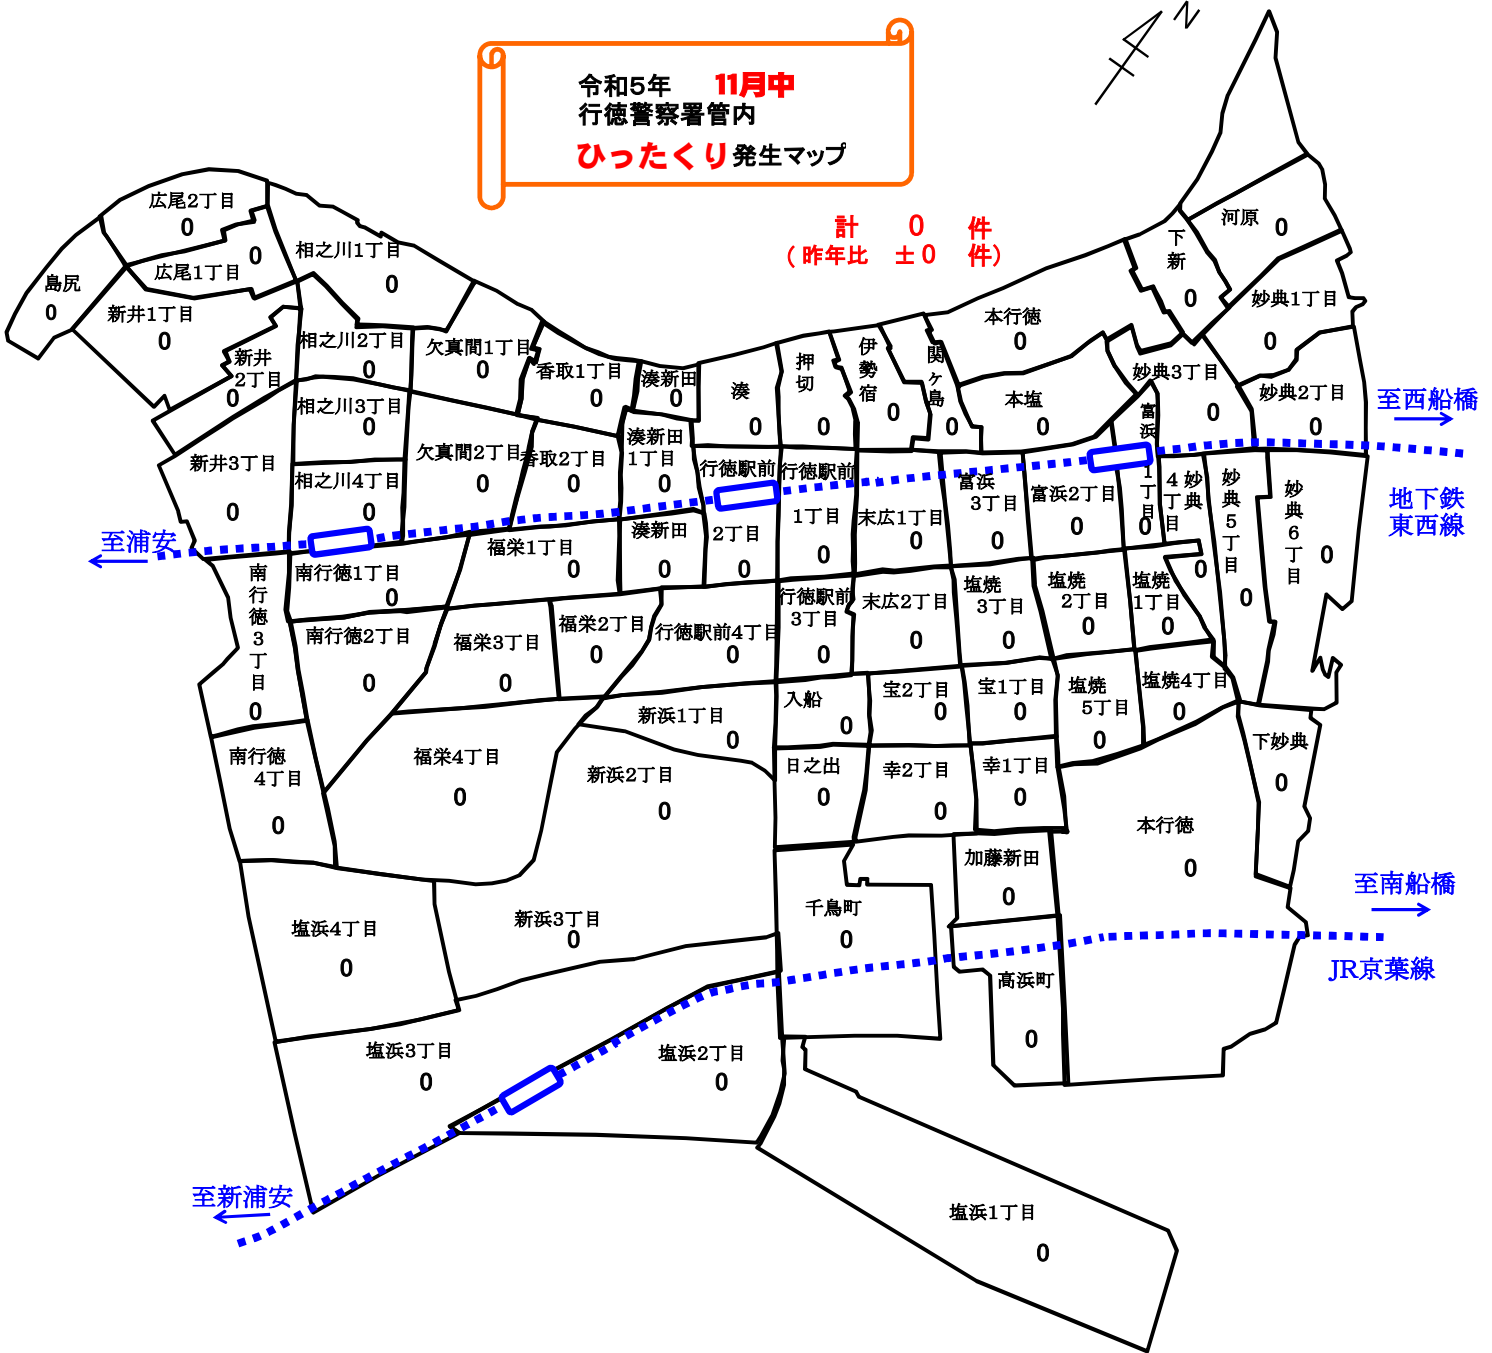 N
令和5年 11月中
行徳警察署管内
ひったくり発生マップ
計 0 件
(昨年比 ±0 件)
広尾2丁目
0
広尾1丁目
0
島尻
0
相之川1丁目
0
新井1丁目
0
新井
2丁目
0
相之川2丁目
0
欠真間1丁目
0
香取1丁目
0
湊新田
0
湊
0
押切
0
伊勢宿
0
関ヶ島
0
本行徳
0
本塩
0
下新
0
河原
0
妙典1丁目
0
妙典3丁目
0
妙典2丁目
0
至西船橋
地下鉄
東西線
新井3丁目
0
相之川3丁目
0
相之川4丁目
0
欠真間2丁目
0
香取2丁目
0
湊新田
1丁目
0
湊新田
0
行徳駅前
2丁目
0
行徳駅前
1丁目
0
末広1丁目
0
富浜
3丁目
0
富浜2丁目
0
富浜1丁目
0
妙典
4丁目
0
妙典5丁目
0
妙典6丁目
0
至浦安
南行徳1丁目
0
福栄1丁目
0
南行徳3丁目
0
南行徳2丁目
0
福栄3丁目
0
福栄2丁目
0
行徳駅前4丁目
0
行徳駅前
3丁目
0
末広2丁目
0
塩焼
3丁目
0
塩焼
2丁目
0
塩焼
1丁目
0
南行徳
4丁目
0
福栄4丁目
0
新浜1丁目
0
新浜2丁目
0
入船
0
宝2丁目
0
宝1丁目
0
塩焼
5丁目
0
塩焼4丁目
0
日之出
0
幸2丁目
0
幸1丁目
0
下妙典
0
本行徳
0
加藤新田
0
千鳥町
0
高浜町
0
至南船橋
JR京葉線
塩浜4丁目
0
新浜3丁目
0
塩浜3丁目
0
塩浜2丁目
0
至新浦安
塩浜1丁目
0